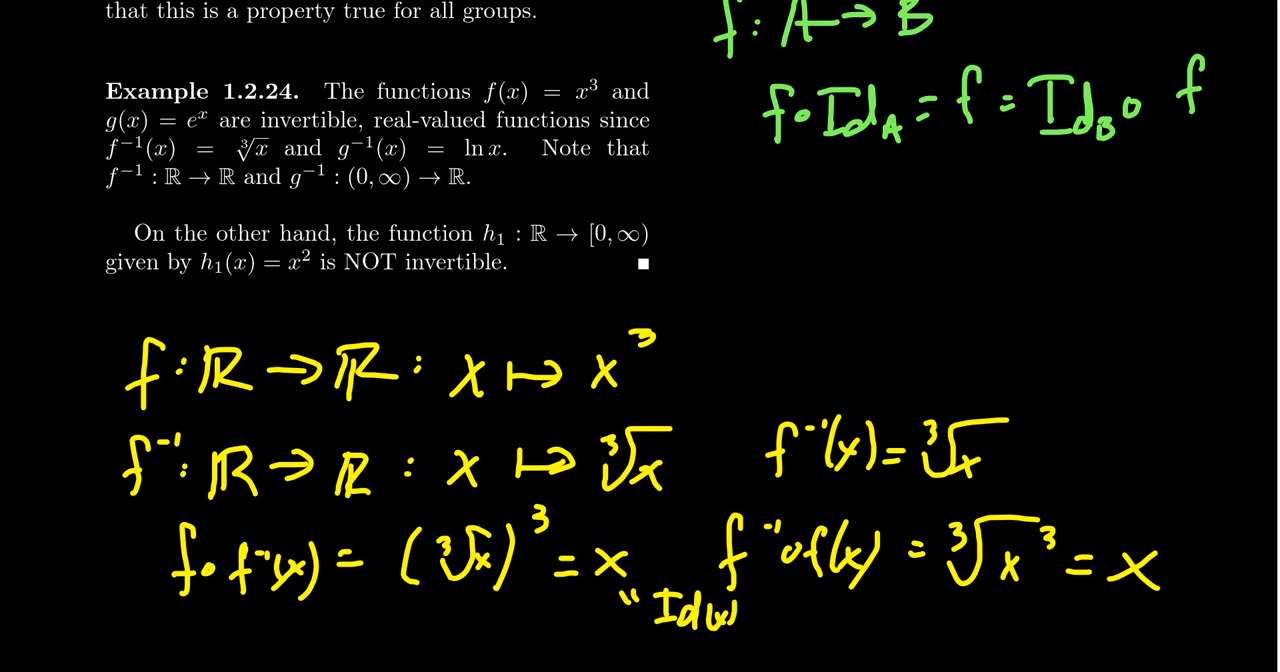 that this is a property true for all groups.
f : A → B
f ∘ Id_A = f = Id_B ∘ f
Example 1.2.24. The functions f(x) = x³ and
g(x) = eˣ are invertible, real-valued functions since
f⁻¹(x) = ∛x and g⁻¹(x) = ln x. Note that
f⁻¹ : ℝ → ℝ and g⁻¹ : (0, ∞) → ℝ.
On the other hand, the function h₁ : ℝ → [0, ∞)
given by h₁(x) = x² is NOT invertible. ■
f : ℝ → ℝ : x ↦ x³
f⁻¹ : ℝ → ℝ : x ↦ ∛x f⁻¹(x) = ∛x
f ∘ f⁻¹(x) = (∛x)³ = x f⁻¹ ∘ f(x) = ∛x³ = x
" Id(x)